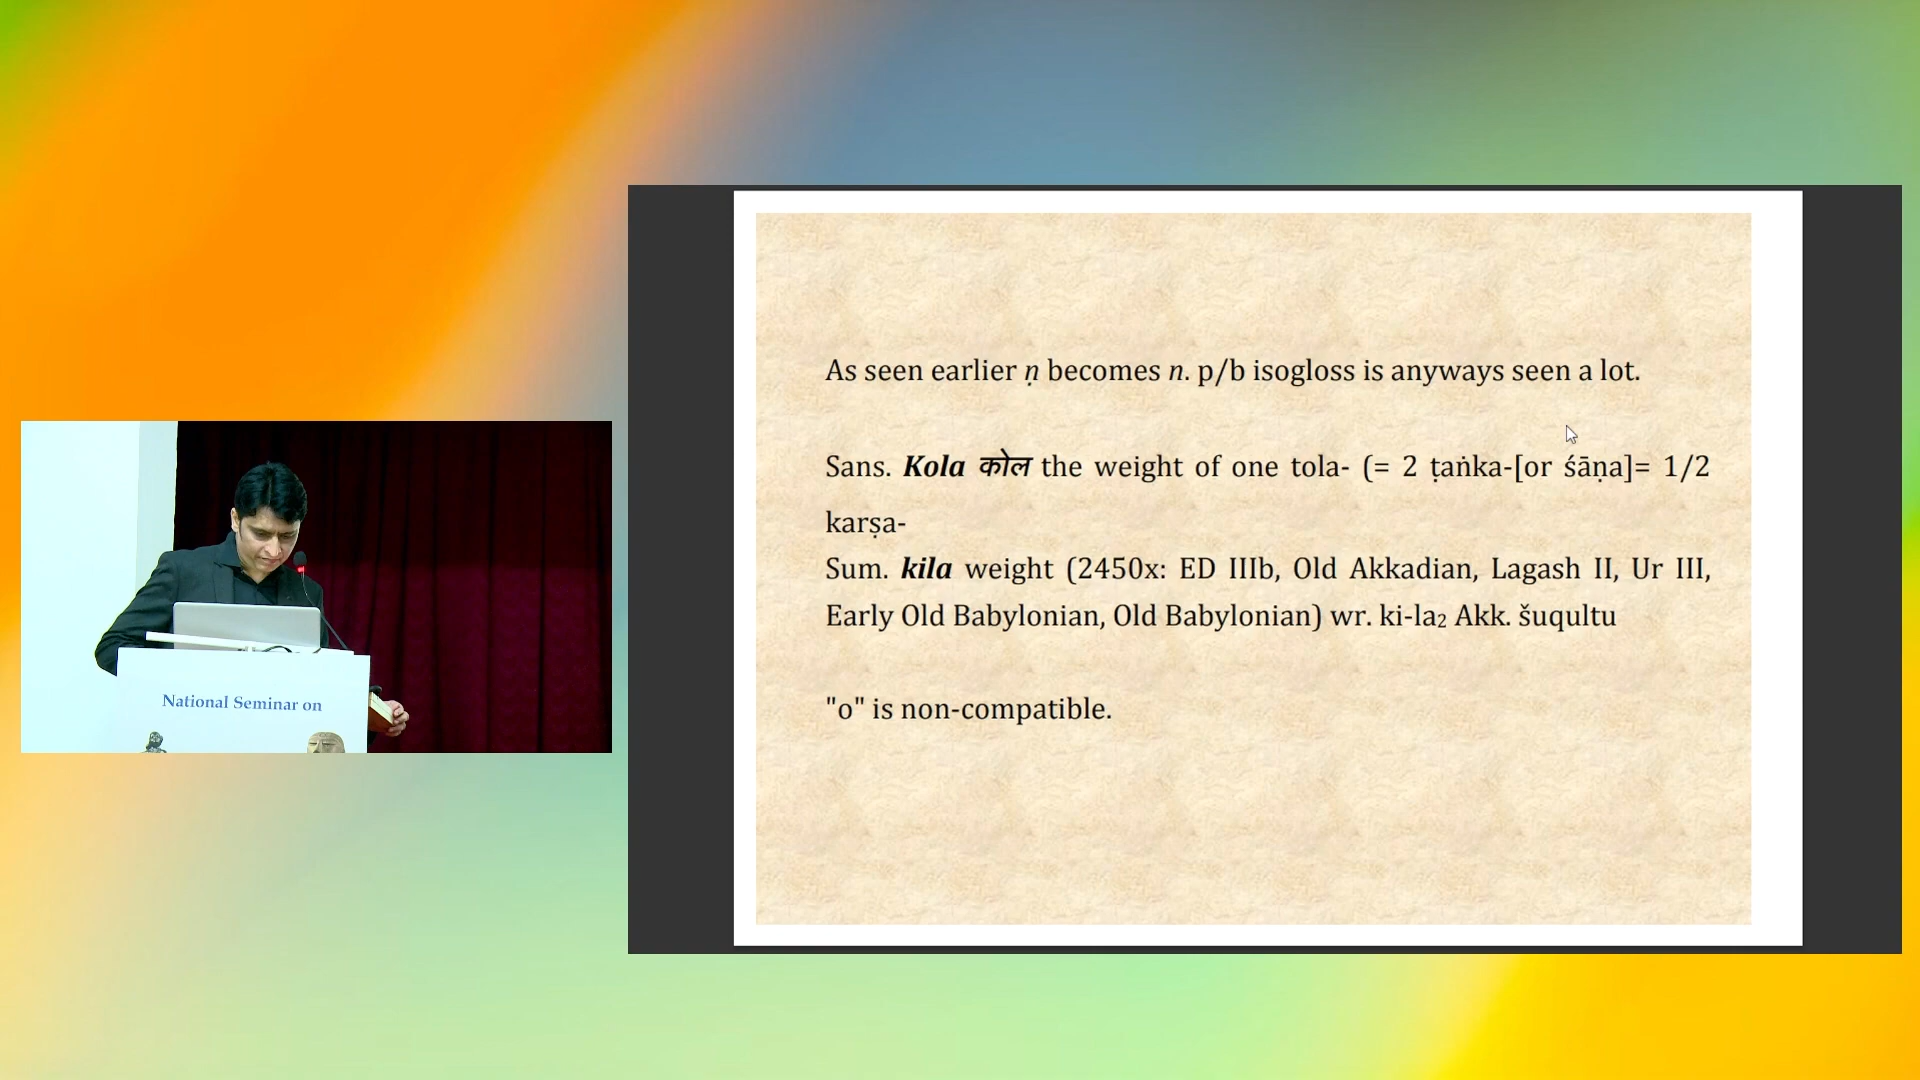 As seen earlier ṇ becomes n. p/b isogloss is anyways seen a lot.
Sans. Kola कोल the weight of one tola- (= 2 ṭaṅka-[or śāṇa]= 1/2
karṣa-
Sum. kila weight (2450x: ED IIIb, Old Akkadian, Lagash II, Ur III,
Early Old Babylonian, Old Babylonian) wr. ki-la₂ Akk. šuqultu
"o" is non-compatible.
National Seminar on